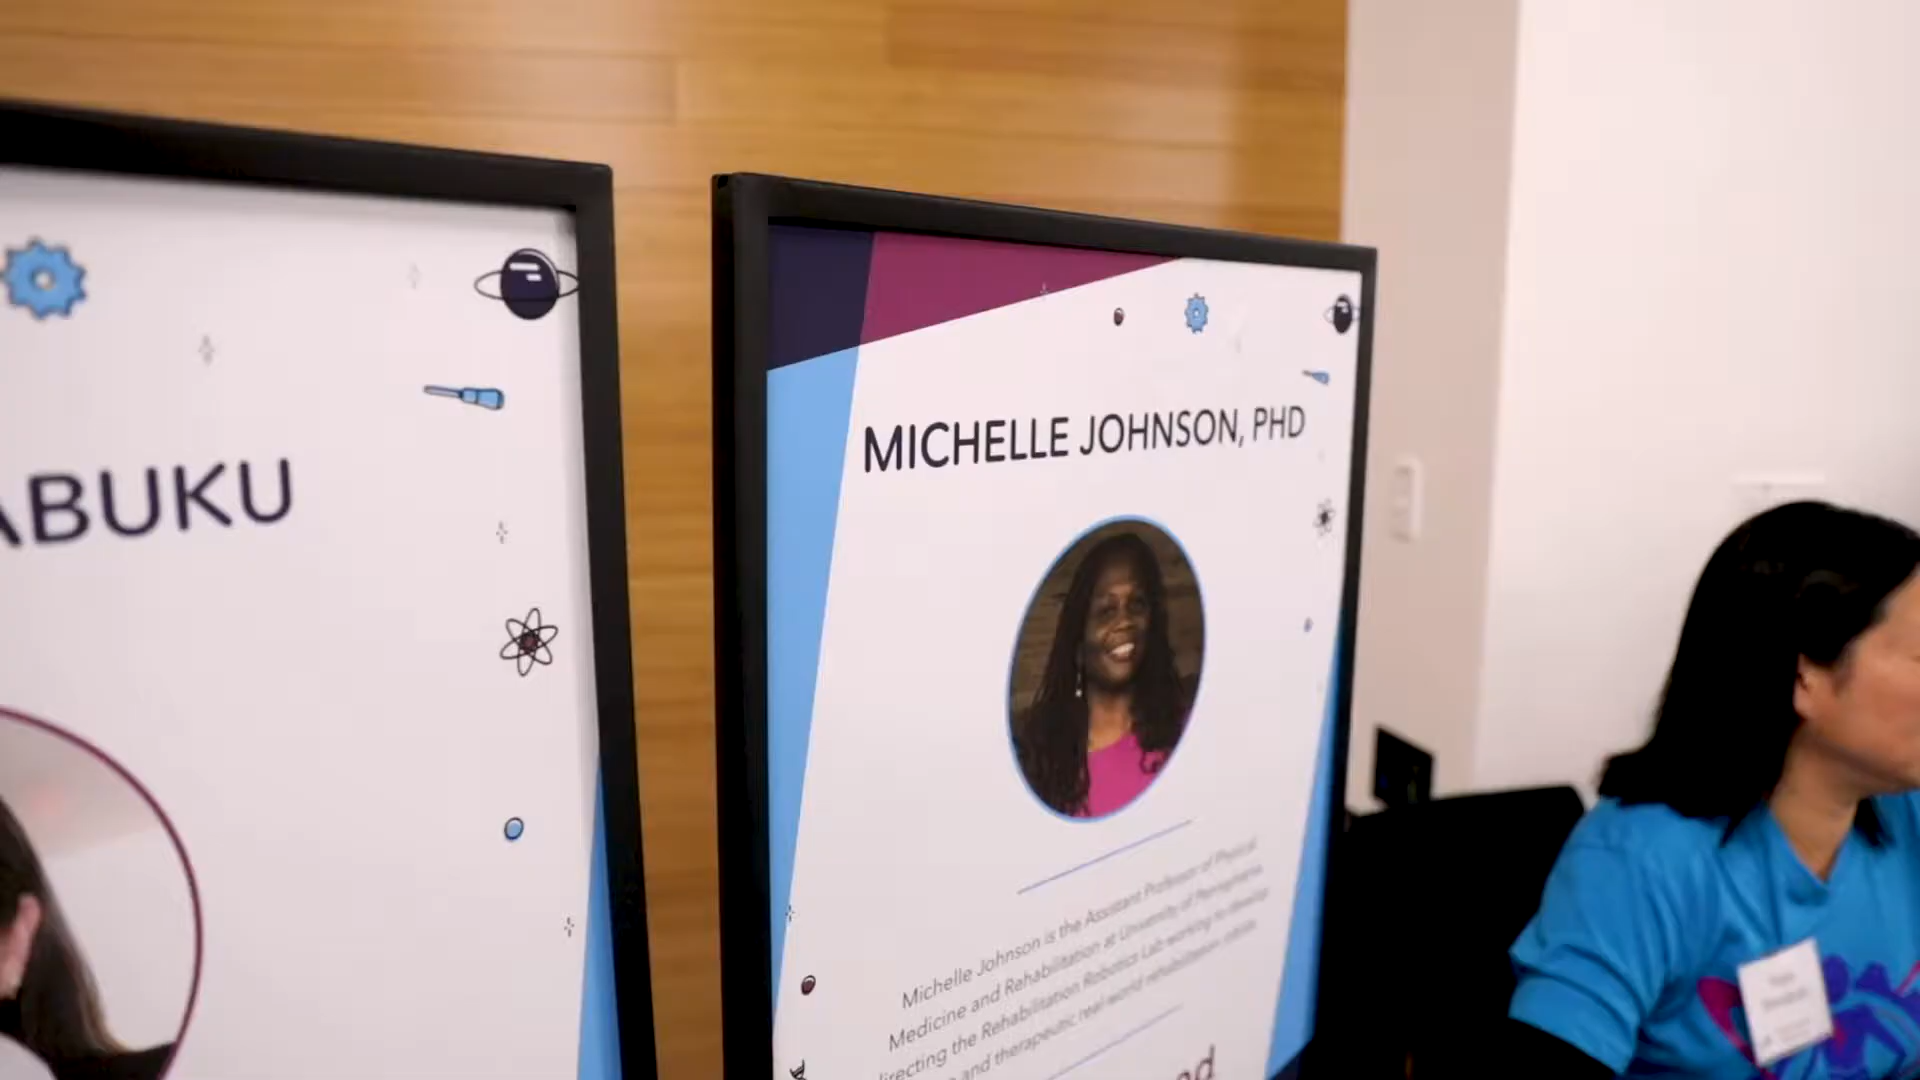 ABUKU
MICHELLE JOHNSON, PHD
Michelle Johnson is the Assistant Professor of Physical
Medicine and Rehabilitation at University of Pennsylvania
directing the Rehabilitation Robotics Lab working to develop
and therapeutic real-world rehabilitation